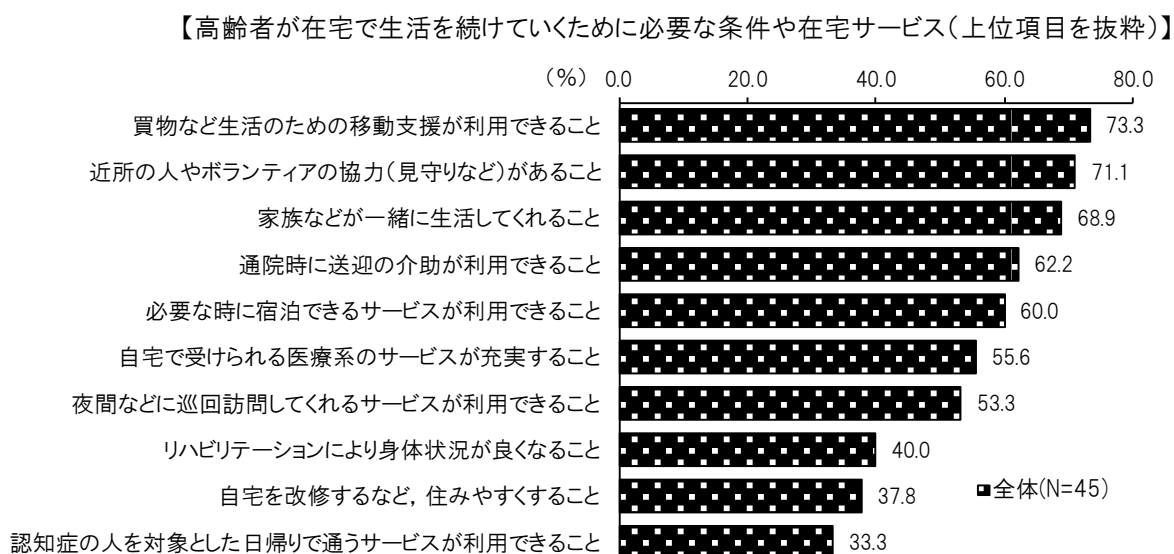 【高齢者が在宅で生活を続けていくために必要な条件や在宅サービス(上位項目を抜粋)】
(%) 0.0 20.0 40.0 60.0 80.0
買物など生活のための移動支援が利用できること 73.3
近所の人やボランティアの協力(見守りなど)があること 71.1
家族などが一緒に生活してくれること 68.9
通院時に送迎の介助が利用できること 62.2
必要な時に宿泊できるサービスが利用できること 60.0
自宅で受けられる医療系のサービスが充実すること 55.6
夜間などに巡回訪問してくれるサービスが利用できること 53.3
リハビリテーションにより身体状況が良くなること 40.0
自宅を改修するなど,住みやすくすること 37.8 全体(N=45)
認知症の人を対象とした日帰りで通うサービスが利用できること 33.3